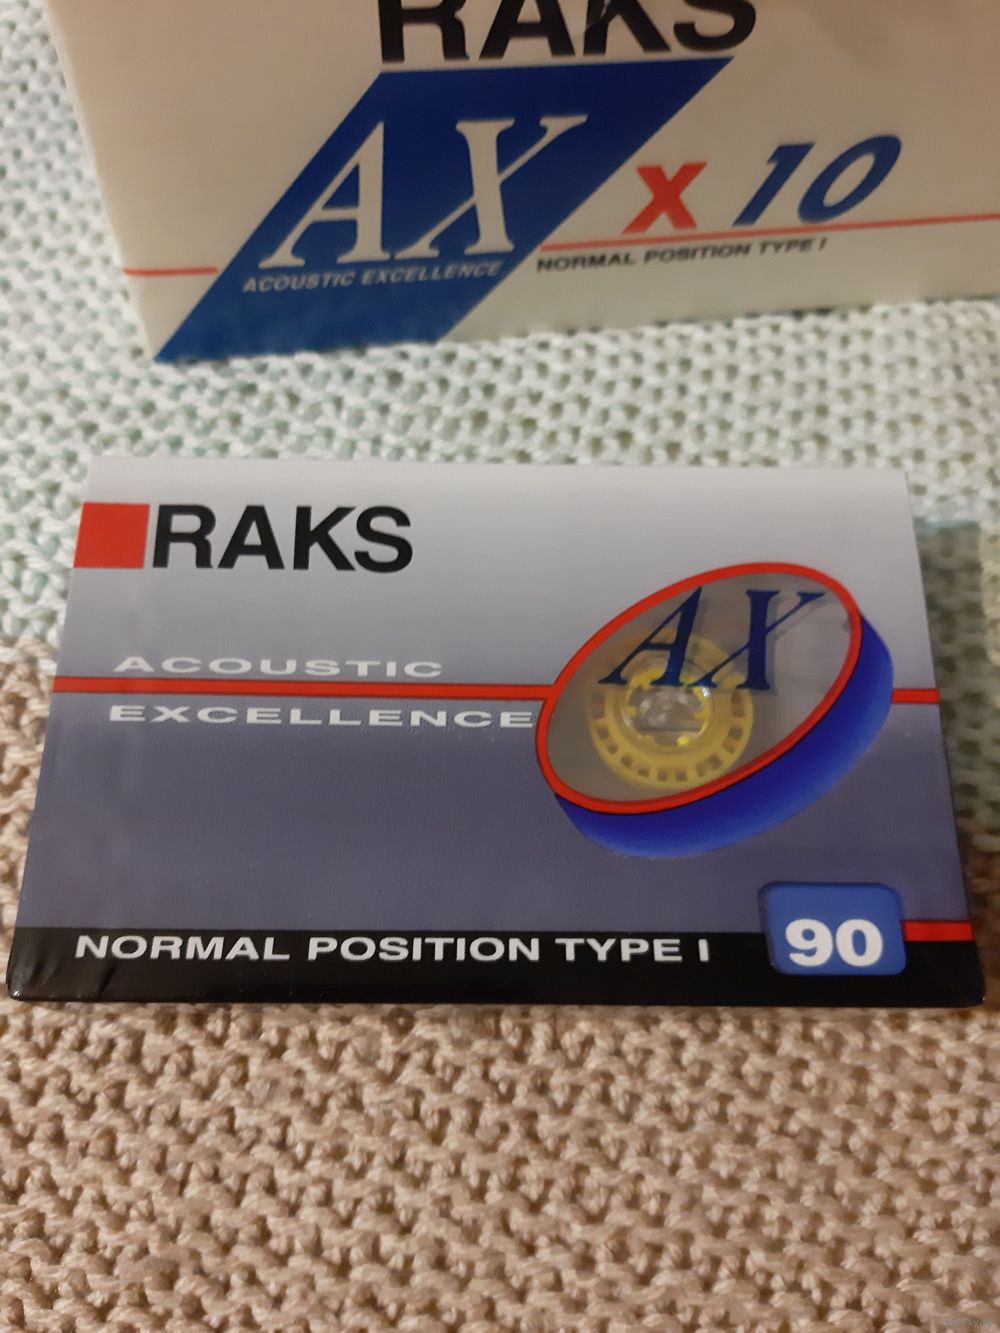 RAKS
AX
x 10
ACOUSTIC EXCELLENCE
NORMAL POSITION TYPE I
RAKS
AX
ACOUSTIC
EXCELLENCE
NORMAL POSITION TYPE I
90